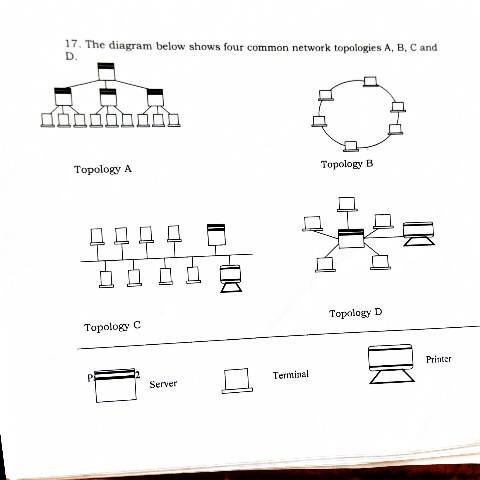 17. The diagram below shows four common network topologies A, B, C and
D.
Topology A
Topology B
Topology C
Topology D
Server
Terminal
Printer